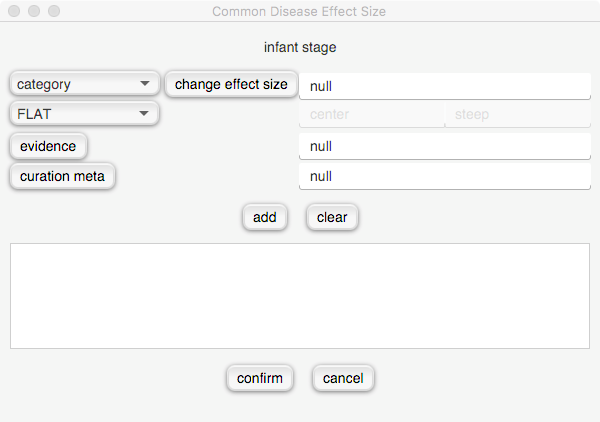 Common Disease Effect Size
infant stage
category change effect size null
FLAT center steep
evidence null
curation meta null
add clear
confirm cancel